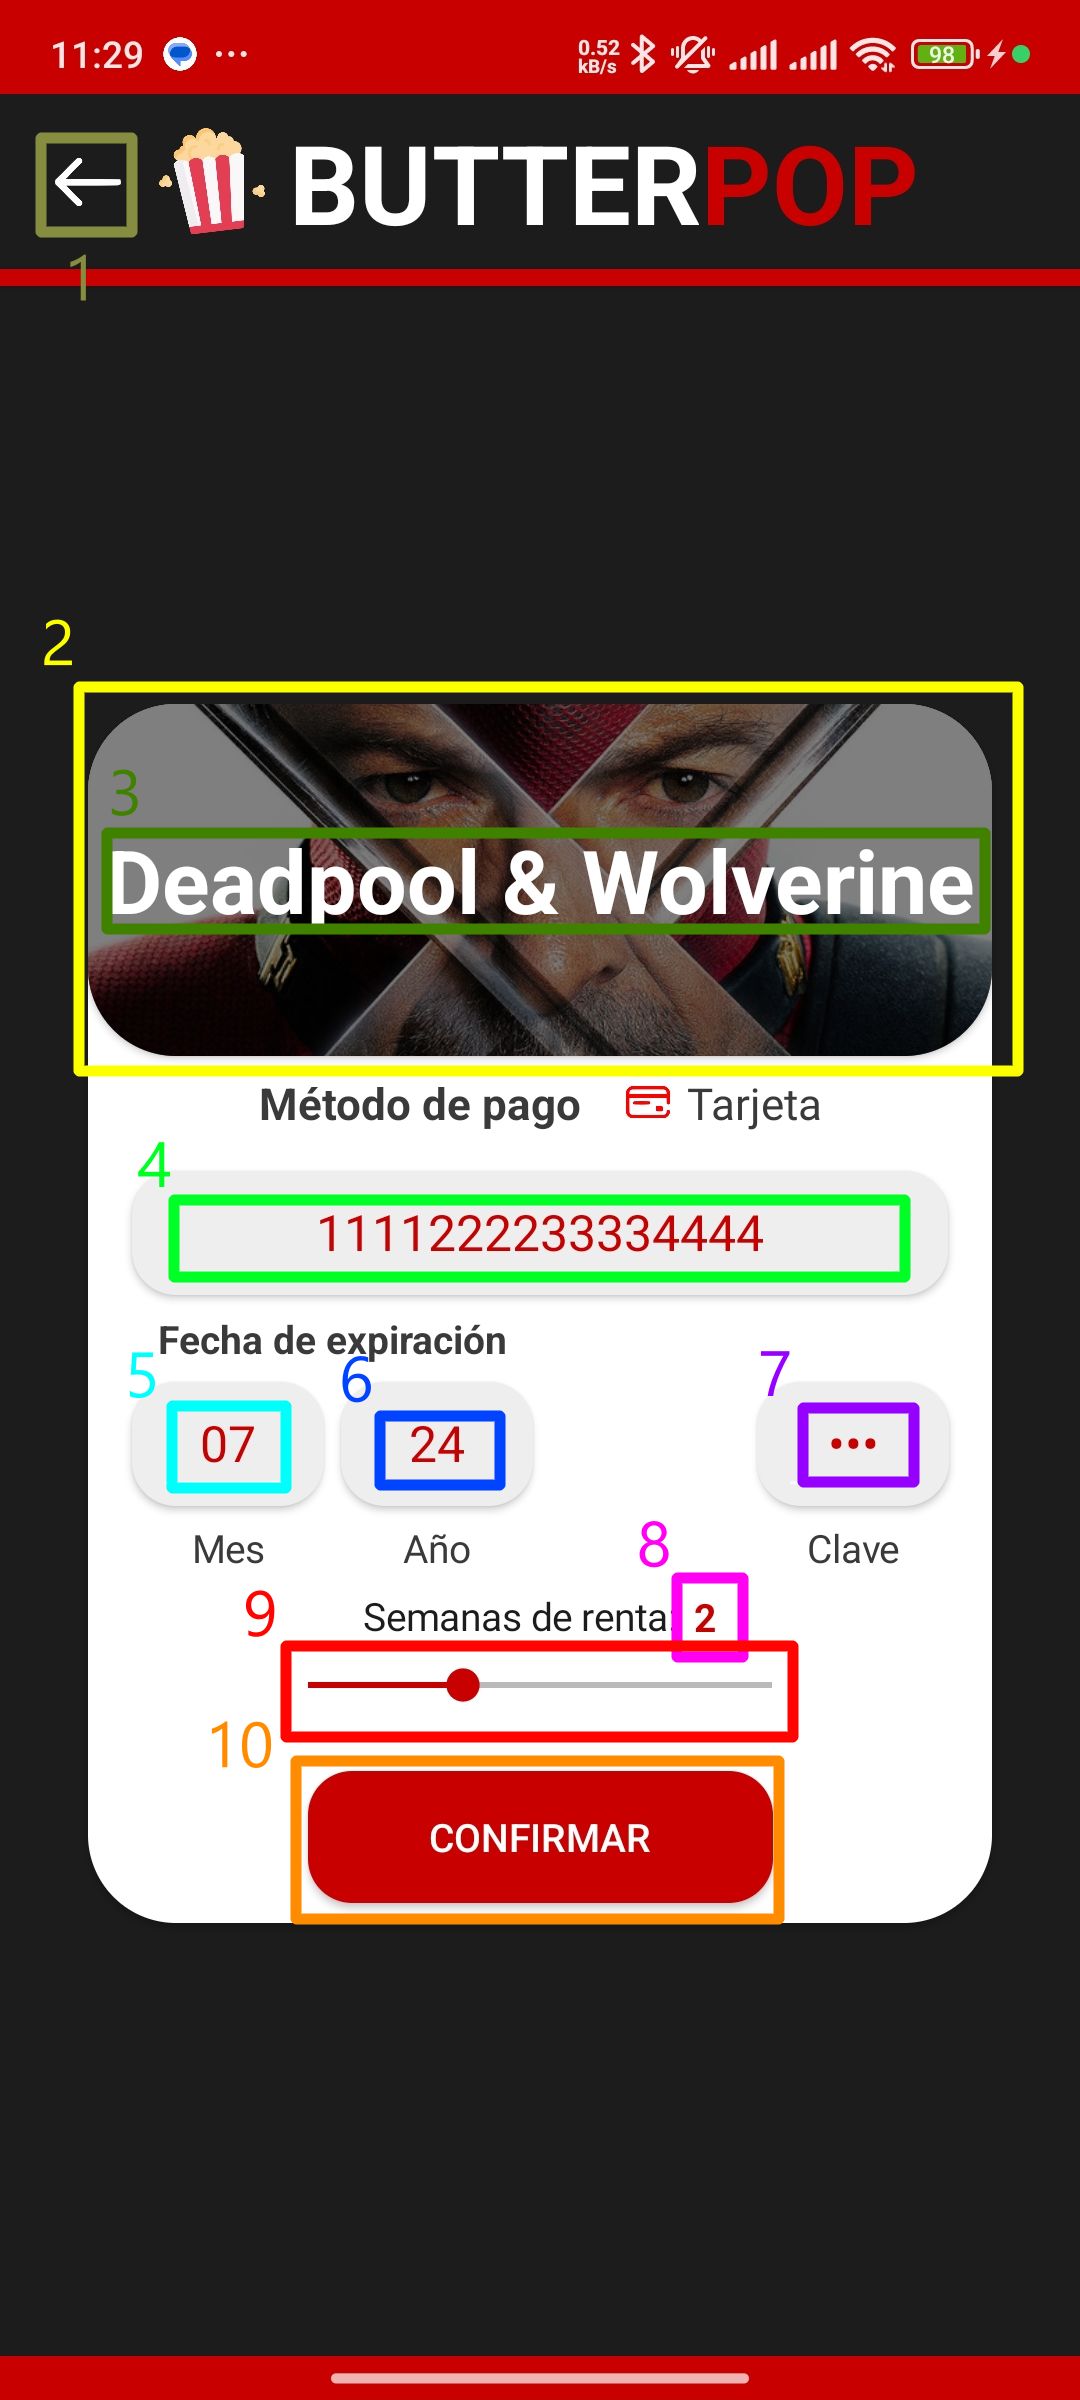 11:29 ... 0.52 kB/s 98
BUTTERPOP
1
2
3
Deadpool & Wolverine
Método de pago Tarjeta
4
1111222233334444
Fecha de expiración
5 6 7
07 24 •••
Mes Año Clave
8
9 Semanas de renta: 2
10
CONFIRMAR